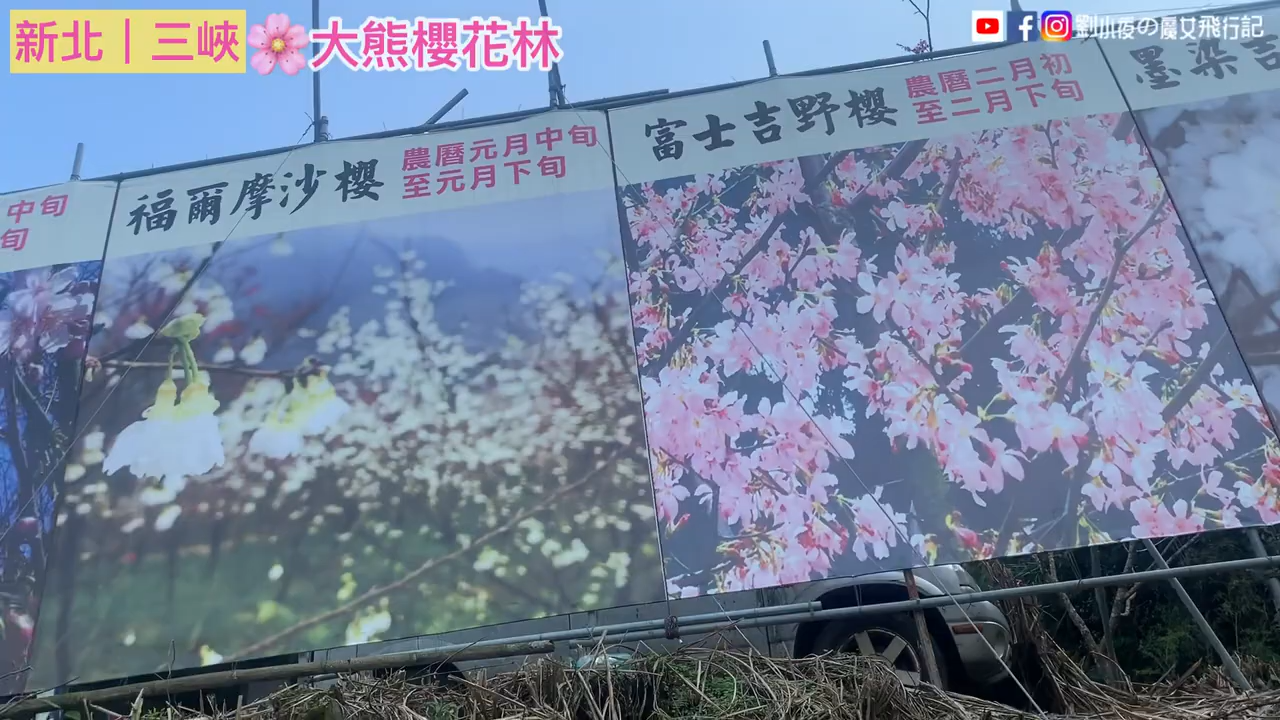 新北｜三峽🌸大熊櫻花林
劉小夜の魔女飛行記
中旬
旬
福爾摩沙櫻
農曆元月中旬
至元月下旬
富士吉野櫻
農曆二月初
至二月下旬
墨染吉